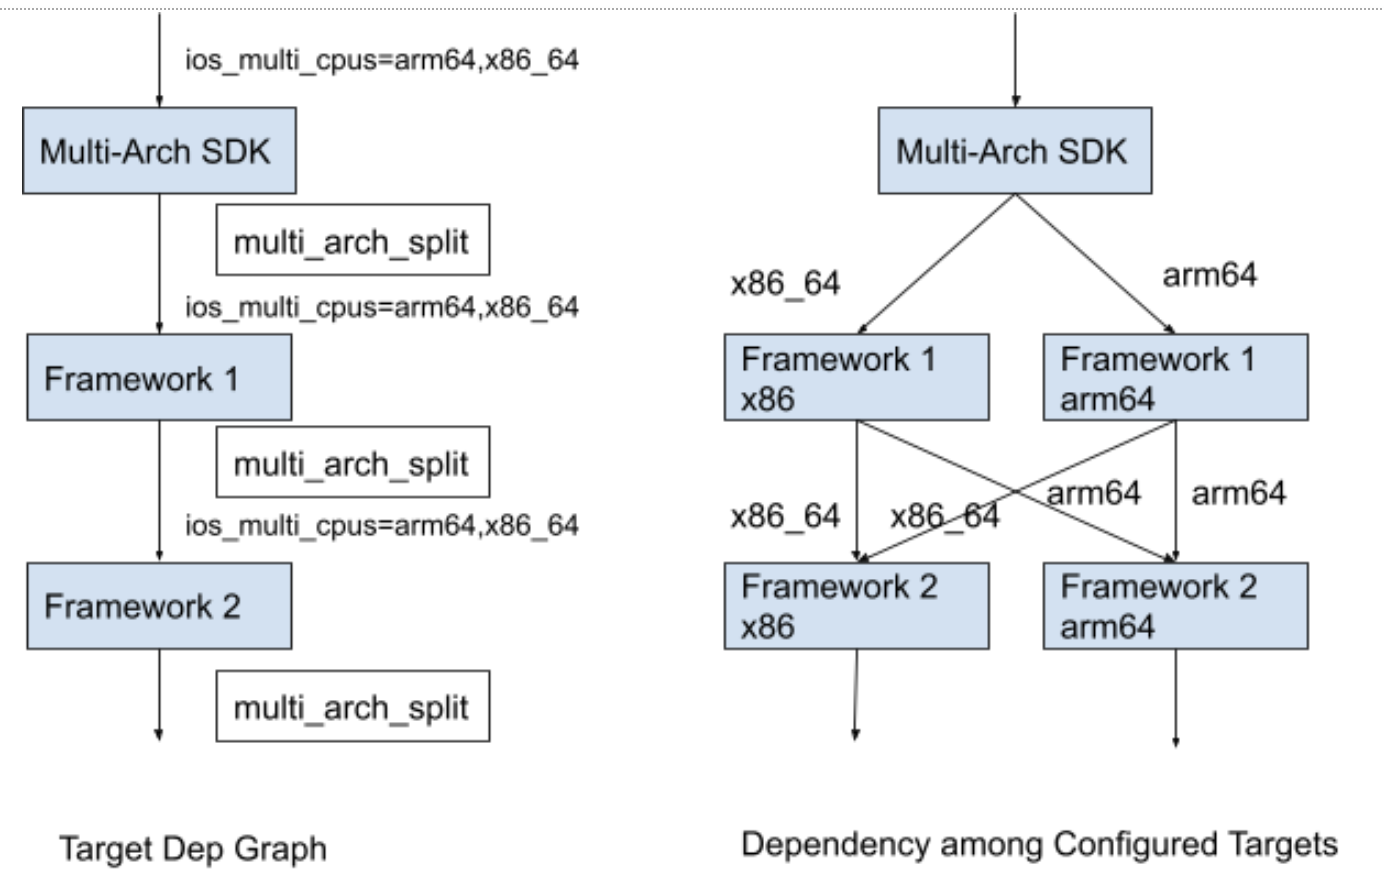 ios_multi_cpus=arm64,x86_64
Multi-Arch SDK
multi_arch_split
ios_multi_cpus=arm64,x86_64
Framework 1
multi_arch_split
ios_multi_cpus=arm64,x86_64
Framework 2
multi_arch_split
Target Dep Graph
Multi-Arch SDK
x86_64
arm64
Framework 1
x86
Framework 1
arm64
x86_64
x86_64
arm64
arm64
Framework 2
x86
Framework 2
arm64
Dependency among Configured Targets